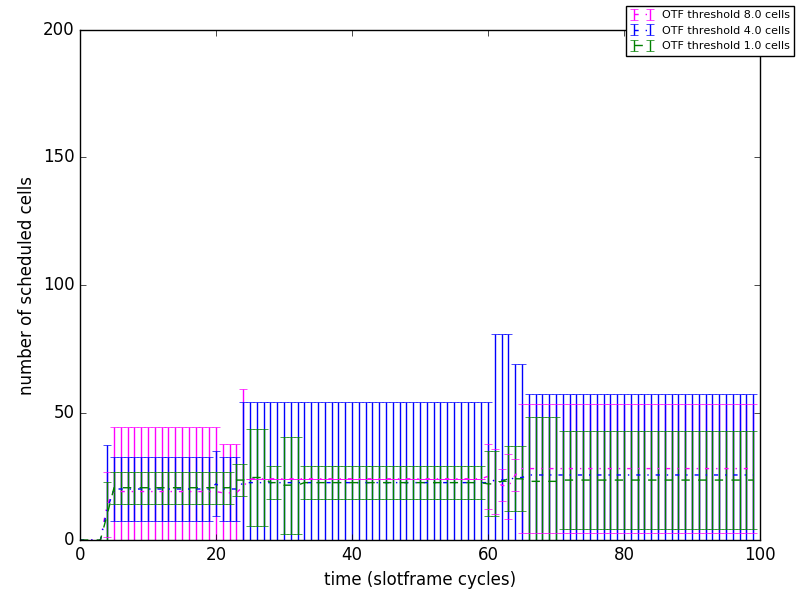 OTF threshold 8.0 cells
OTF threshold 4.0 cells
OTF threshold 1.0 cells
200
150
100
50
0
number of scheduled cells
0 20 40 60 80 100
time (slotframe cycles)